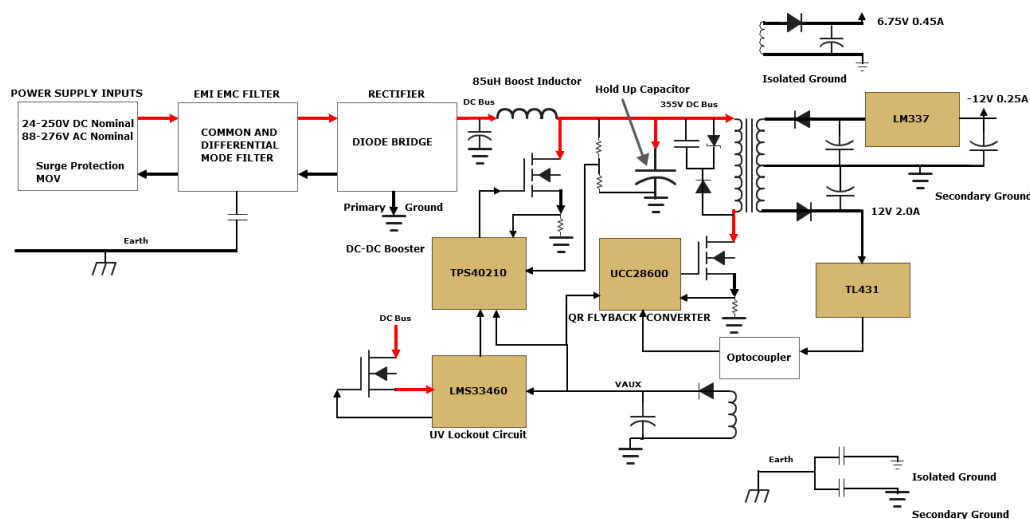 6.75V 0.45A
Isolated Ground
85uH Boost Inductor
Hold Up Capacitor
POWER SUPPLY INPUTS
EMI EMC FILTER
RECTIFIER
DC Bus
355V DC Bus
-12V 0.25A
24-250V DC Nominal
88-276V AC Nominal
Surge Protection
MOV
COMMON AND
DIFFERENTIAL
MODE FILTER
DIODE BRIDGE
LM337
Secondary Ground
Primary Ground
12V 2.0A
Earth
DC-DC Booster
TPS40210
UCC28600
TL431
QR FLYBACK CONVERTER
DC Bus
Optocoupler
LMS33460
VAUX
UV Lockout Circuit
Earth
Isolated Ground
Secondary Ground